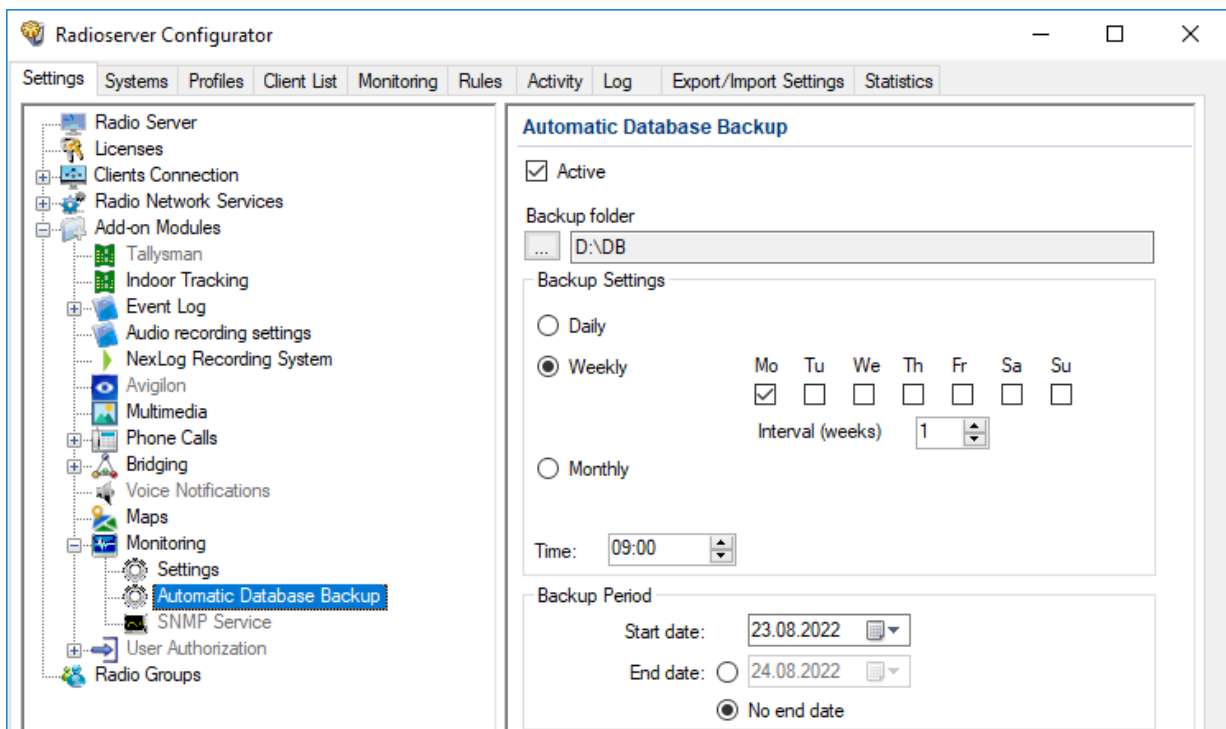 Radioserver Configurator
Settings Systems Profiles Client List Monitoring Rules Activity Log Export/Import Settings Statistics
Radio Server
Licenses
Clients Connection
Radio Network Services
Add-on Modules
Tallysman
Indoor Tracking
Event Log
Audio recording settings
NexLog Recording System
Avigilon
Multimedia
Phone Calls
Bridging
Voice Notifications
Maps
Monitoring
Settings
Automatic Database Backup
SNMP Service
User Authorization
Radio Groups
Automatic Database Backup
Active
Backup folder
... D:\DB
Backup Settings
Daily
Weekly Mo Tu We Th Fr Sa Su
Interval (weeks) 1
Monthly
Time: 09:00
Backup Period
Start date: 23.08.2022
End date: 24.08.2022
No end date